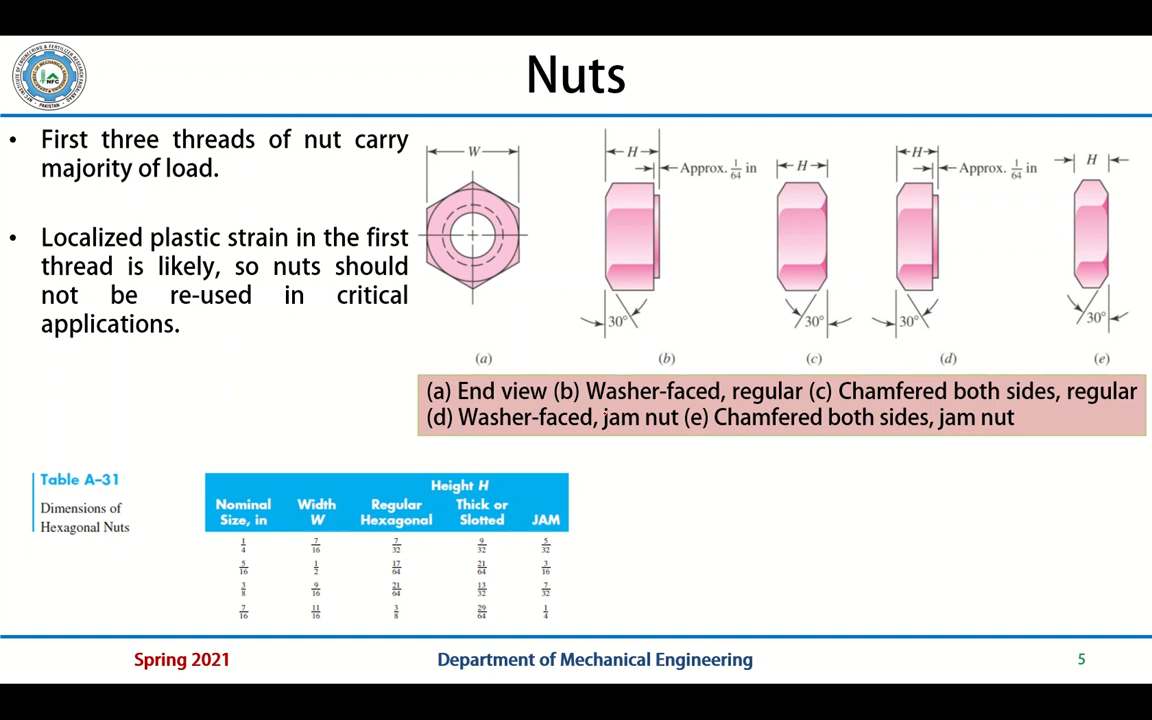 Nuts
NFC
• First three threads of nut carry
majority of load.
• Localized plastic strain in the first
thread is likely, so nuts should
not be re-used in critical
applications.
W
H
Approx. 1/64 in
H
H
Approx. 1/64 in
H
30°
30°
30°
30°
(a)
(b)
(c)
(d)
(e)
(a) End view (b) Washer-faced, regular (c) Chamfered both sides, regular
(d) Washer-faced, jam nut (e) Chamfered both sides, jam nut
Table A–31
Dimensions of
Hexagonal Nuts
Height H
Nominal Width Regular Thick or
Size, in W Hexagonal Slotted JAM
1/4 7/16 7/32 9/32 5/32
5/16 1/2 17/64 21/64 3/16
3/8 9/16 21/64 13/32 7/32
7/16 11/16 3/8 29/64 1/4
Spring 2021
Department of Mechanical Engineering
5